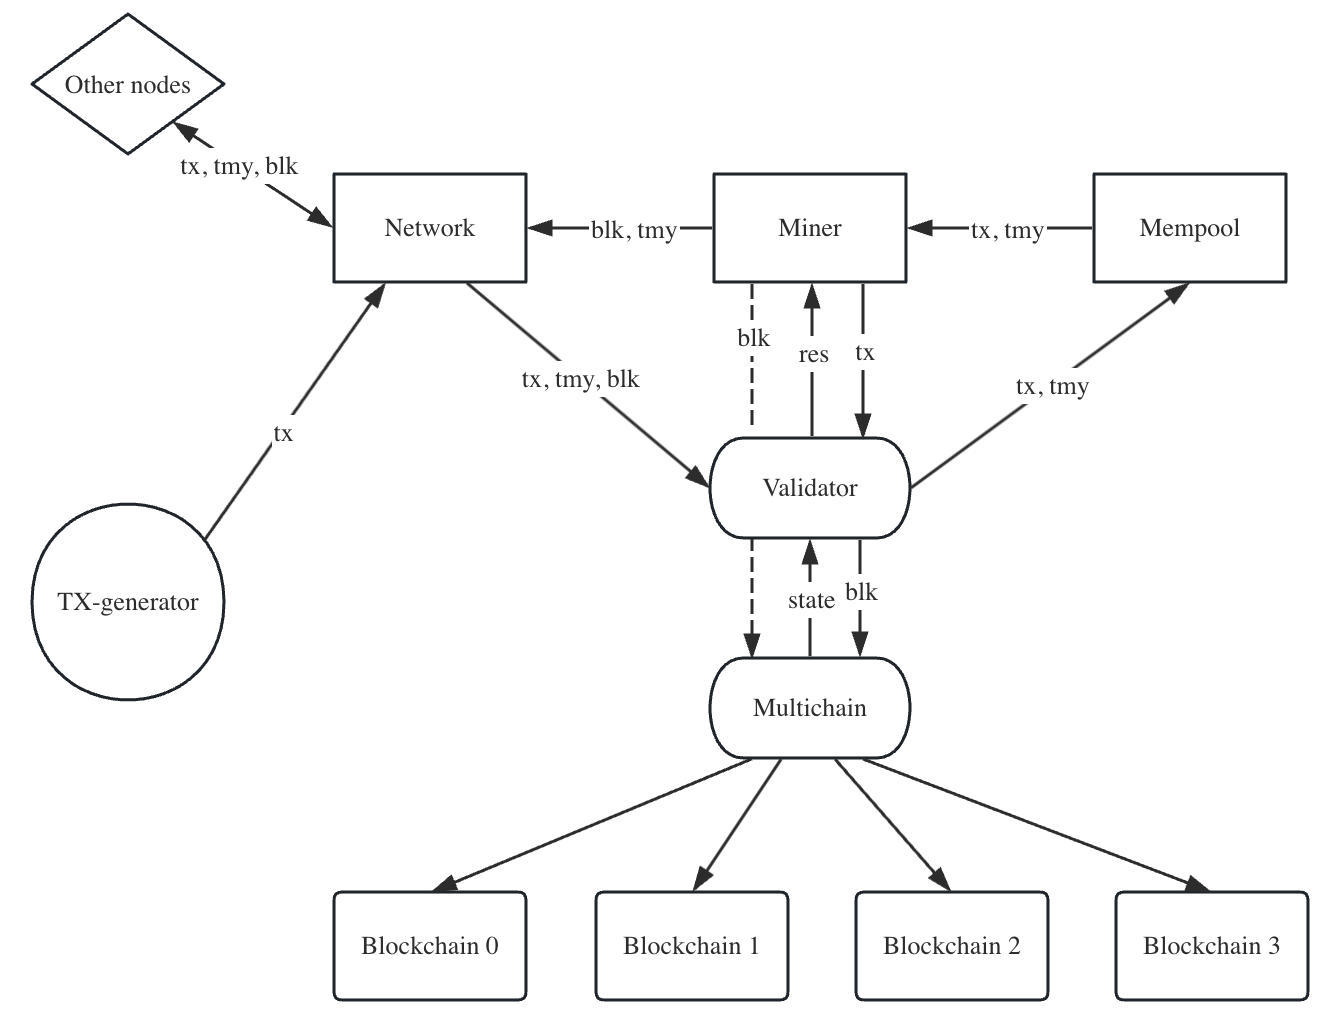 Other nodes
tx, tmy, blk
Network
blk, tmy
Miner
tx, tmy
Mempool
blk
res
tx
tx, tmy, blk
tx, tmy
tx
Validator
TX-generator
state
blk
Multichain
Blockchain 0
Blockchain 1
Blockchain 2
Blockchain 3